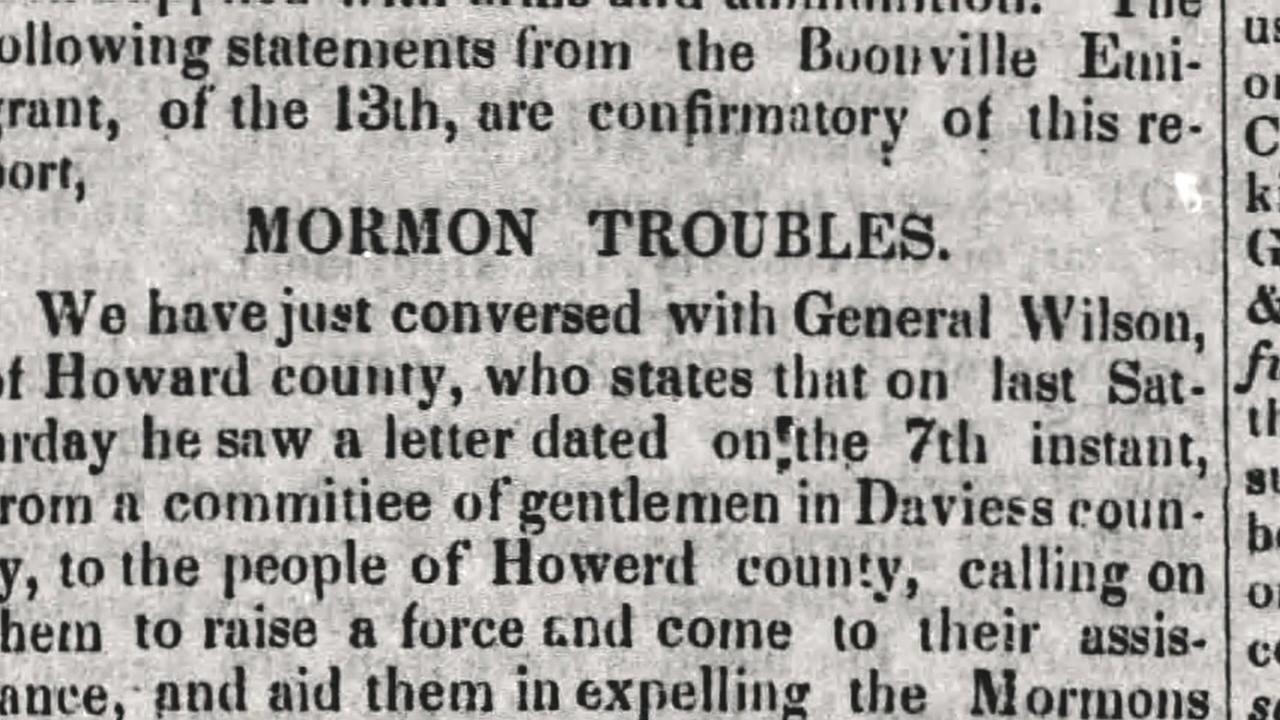 ollowing statements from the Boonville Emi-
grant, of the 13th, are confirmatory of this re-
port,
MORMON TROUBLES.
We have just conversed with General Wilson,
of Howard county, who states that on last Sat-
urday he saw a letter dated on the 7th instant,
rom a committee of gentlemen in Daviess coun-
y, to the people of Howerd county, calling on
hem to raise a force and come to their assis-
ance, and aid them in expelling the Mormons